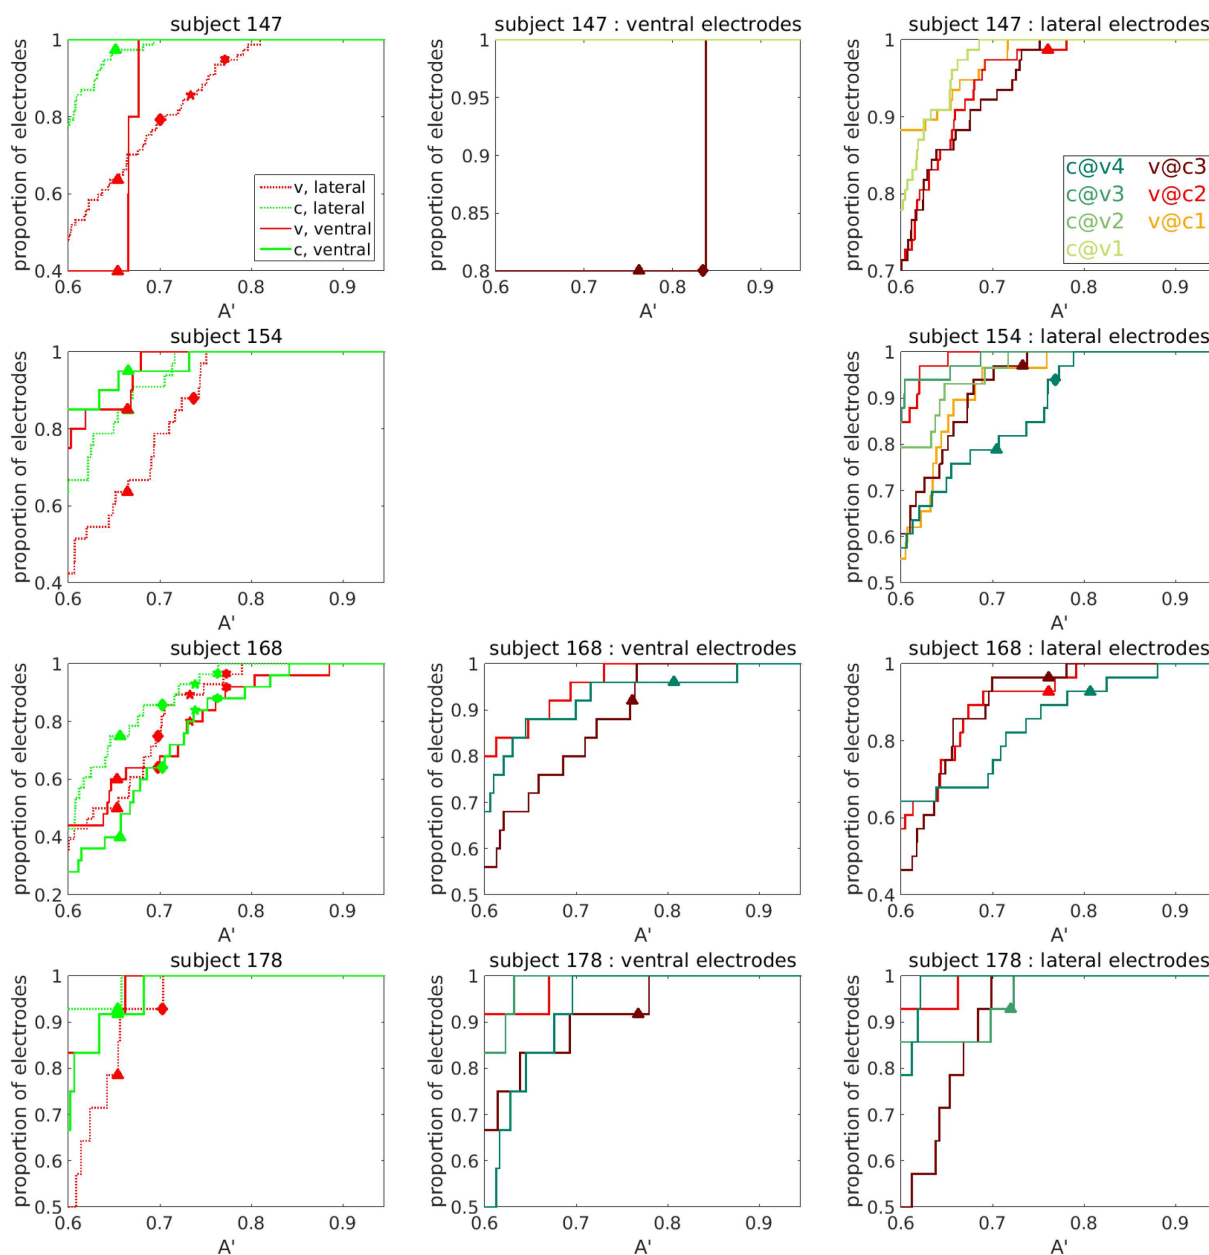 subject 147
subject 147 : ventral electrodes
subject 147 : lateral electrodes
proportion of electrodes
1
0.8
0.6
0.4
0.6
0.7
0.8
0.9
A'
v, lateral
c, lateral
v, ventral
c, ventral
proportion of electrodes
1
0.95
0.9
0.85
0.8
0.6
0.7
0.8
0.9
A'
proportion of electrodes
1
0.9
0.8
0.7
0.6
0.7
0.8
0.9
A'
c@v4 v@c3
c@v3 v@c2
c@v2 v@c1
c@v1
subject 154
subject 154 : lateral electrodes
proportion of electrodes
1
0.8
0.6
0.4
0.6
0.7
0.8
0.9
A'
proportion of electrodes
1
0.9
0.8
0.7
0.6
0.5
0.6
0.7
0.8
0.9
A'
subject 168
subject 168 : ventral electrodes
subject 168 : lateral electrodes
proportion of electrodes
1
0.8
0.6
0.4
0.2
0.6
0.7
0.8
0.9
A'
proportion of electrodes
1
0.9
0.8
0.7
0.6
0.5
0.6
0.7
0.8
0.9
A'
proportion of electrodes
1
0.8
0.6
0.4
0.6
0.7
0.8
0.9
A'
subject 178
subject 178 : ventral electrodes
subject 178 : lateral electrodes
proportion of electrodes
1
0.9
0.8
0.7
0.6
0.5
0.6
0.7
0.8
0.9
A'
proportion of electrodes
1
0.9
0.8
0.7
0.6
0.5
0.6
0.7
0.8
0.9
A'
proportion of electrodes
1
0.9
0.8
0.7
0.6
0.5
0.6
0.7
0.8
0.9
A'